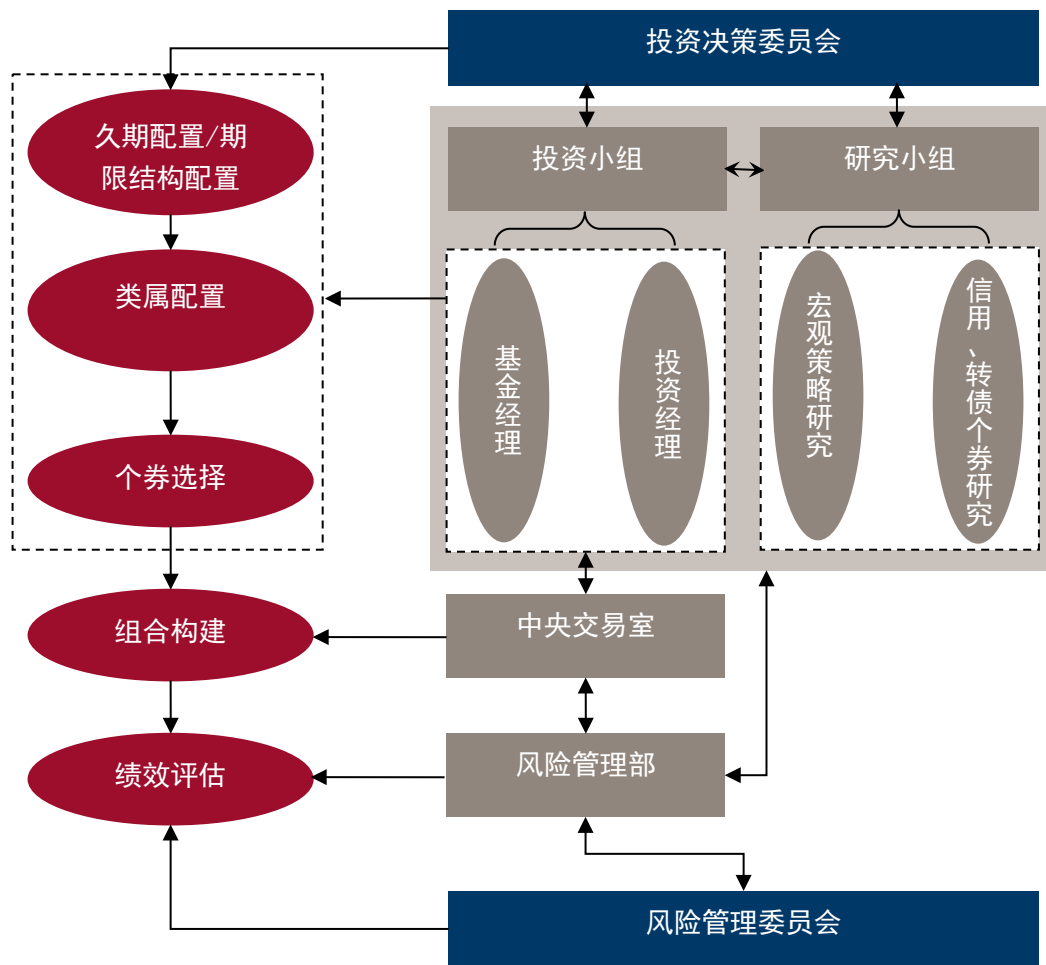 投资决策委员会
久期配置/期
限结构配置
投资小组
研究小组
类属配置
基金经理
投资经理
宏观策略研究
信用、转债个券研究
个券选择
组合构建
中央交易室
绩效评估
风险管理部
风险管理委员会